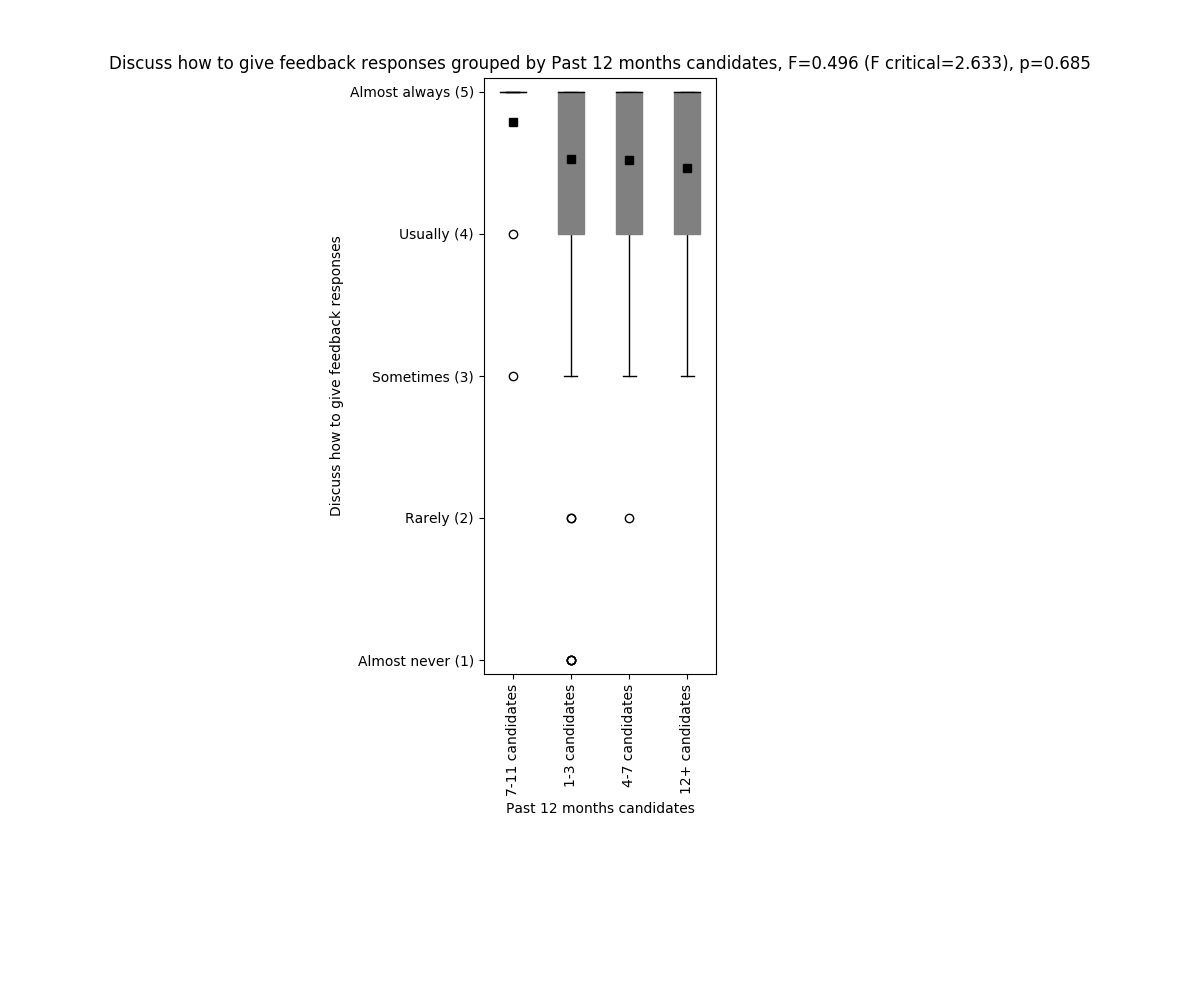 Discuss how to give feedback responses grouped by Past 12 months candidates, F=0.496 (F critical=2.633), p=0.685
Almost always (5)
Usually (4)
Sometimes (3)
Rarely (2)
Almost never (1)
Discuss how to give feedback responses
7-11 candidates
1-3 candidates
4-7 candidates
12+ candidates
Past 12 months candidates